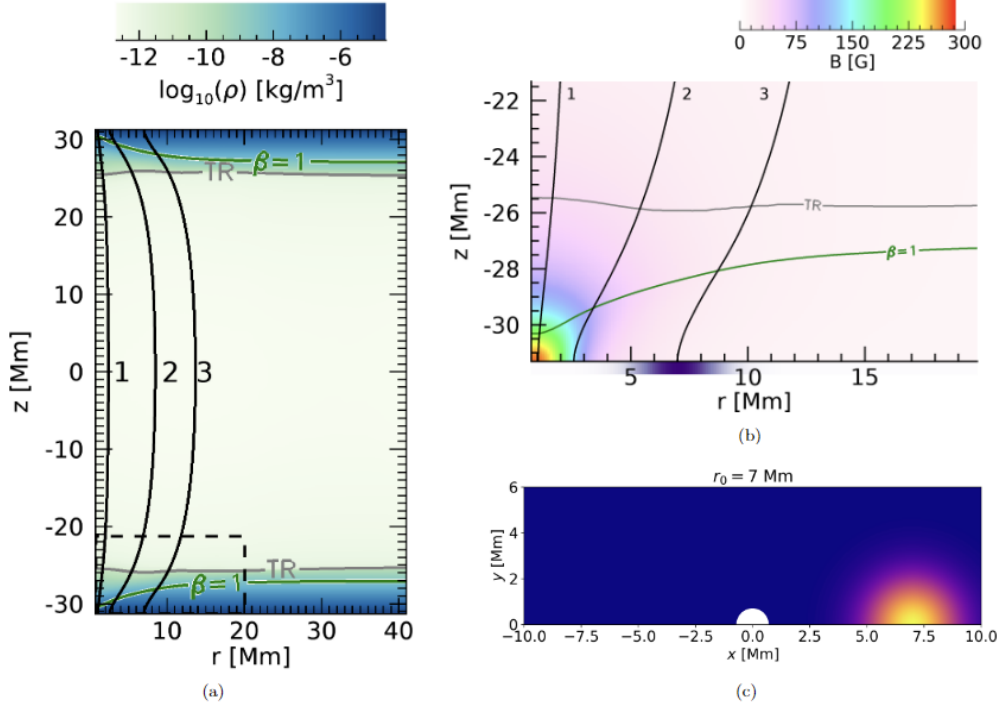 -12 -10 -8 -6
log₁₀(ρ) [kg/m³]
30
20
10
0
-10
-20
-30
z [Mm]
β=1
TR
1 2 3
TR
β=1
10 20 30 40
r [Mm]
(a)
0 75 150 225 300
B [G]
-22
-24
-26
-28
-30
z [Mm]
1 2 3
TR
β=1
5 10 15
r [Mm]
(b)
r₀ = 7 Mm
6
4
2
0
y [Mm]
-10.0 -7.5 -5.0 -2.5 0.0 2.5 5.0 7.5 10.0
x [Mm]
(c)